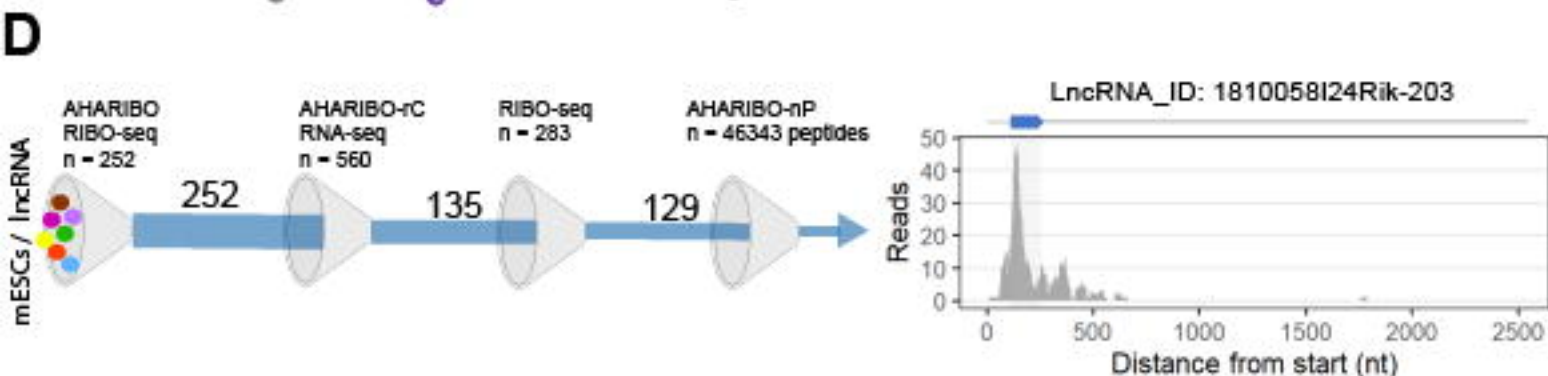 D
mESCs / lncRNA
AHARIBO
RIBO-seq
n = 252
252
AHARIBO-rC
RNA-seq
n = 560
135
RIBO-seq
n = 283
129
AHARIBO-nP
n = 46343 peptides
LncRNA_ID: 1810058I24Rik-203
Reads
50
40
30
20
10
0
0 500 1000 1500 2000 2500
Distance from start (nt)